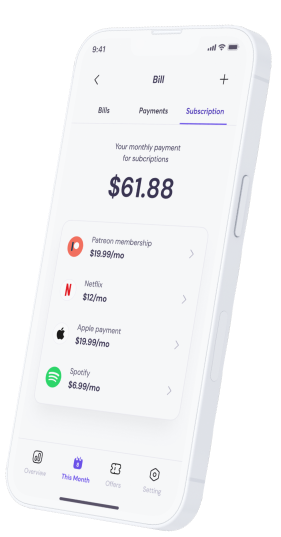 9:41
Bill
Bills Payments Subscription
Your monthly payment
for subcriptions
$61.88
Patreon membership
$19.99/mo
Netflix
$12/mo
Apple payment
$19.99/mo
Spotify
$6.99/mo
Overview This Month Offers Setting